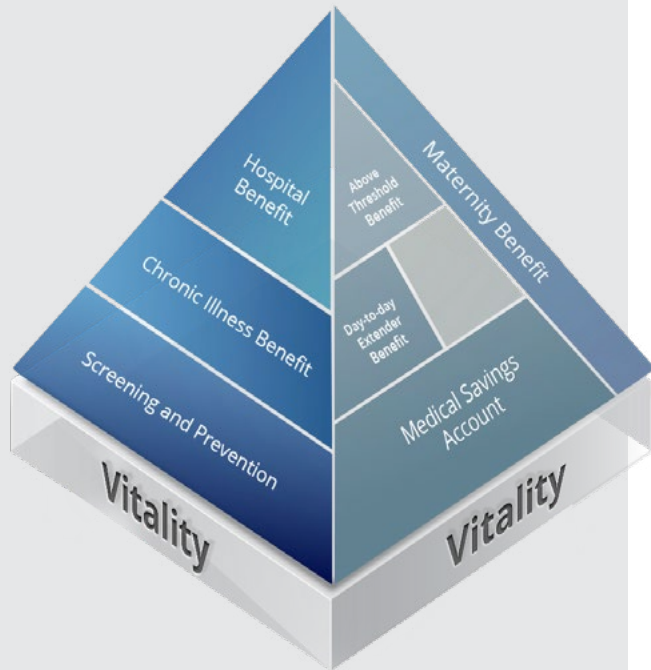 Hospital
Benefit
Chronic Illness Benefit
Screening and Prevention
Vitality
Maternity Benefit
Above
Threshold
Benefit
Day-to-day
Extender
Benefit
Medical Savings
Account
Vitality